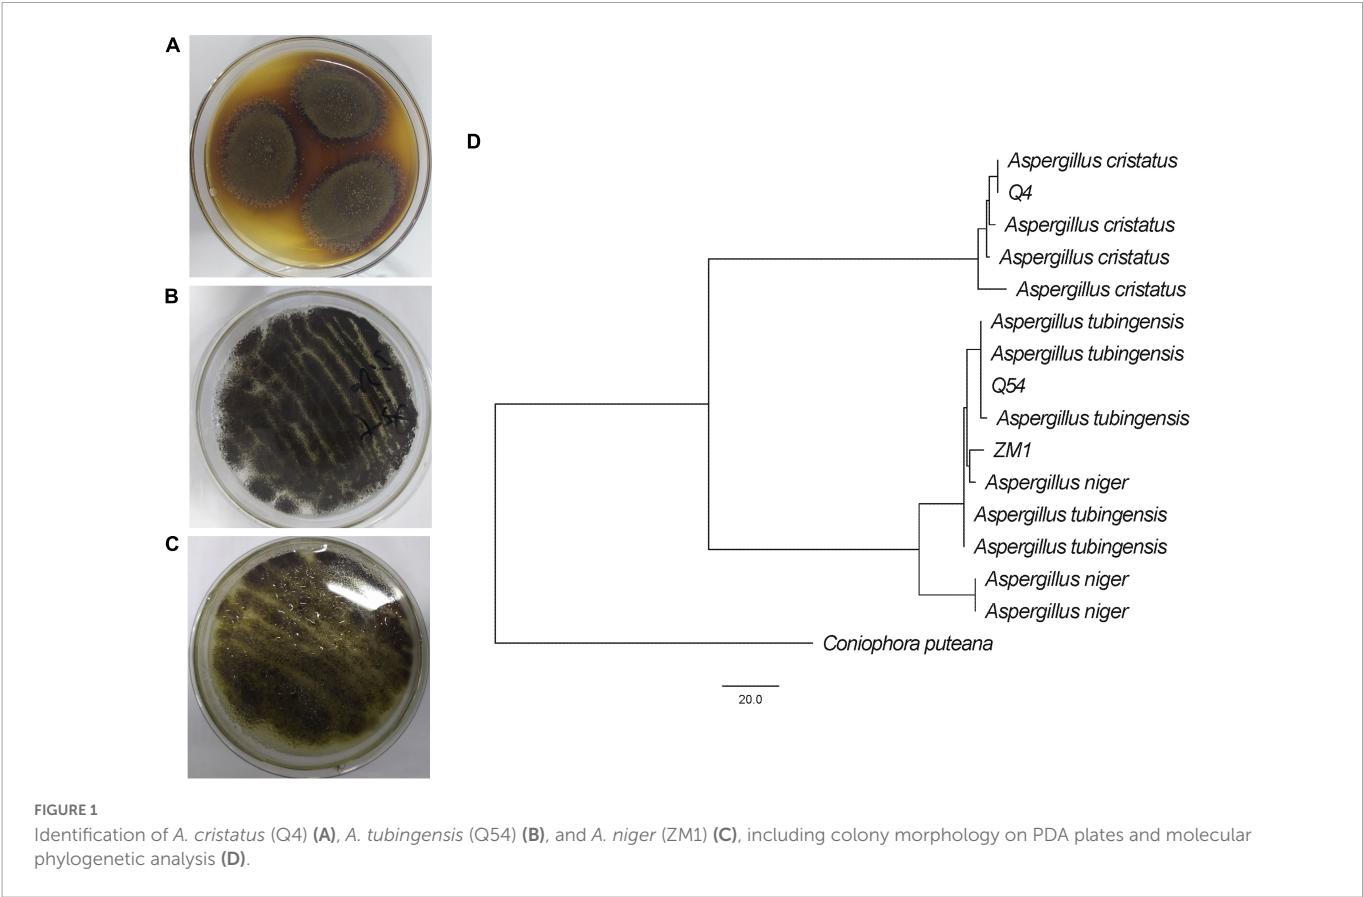 A
B
C
D
Aspergillus cristatus
Q4
Aspergillus cristatus
Aspergillus cristatus
Aspergillus cristatus
Aspergillus tubingensis
Aspergillus tubingensis
Q54
Aspergillus tubingensis
ZM1
Aspergillus niger
Aspergillus tubingensis
Aspergillus tubingensis
Aspergillus niger
Aspergillus niger
Coniophora puteana
20.0
FIGURE 1
Identification of A. cristatus (Q4) (A), A. tubingensis (Q54) (B), and A. niger (ZM1) (C), including colony morphology on PDA plates and molecular
phylogenetic analysis (D).